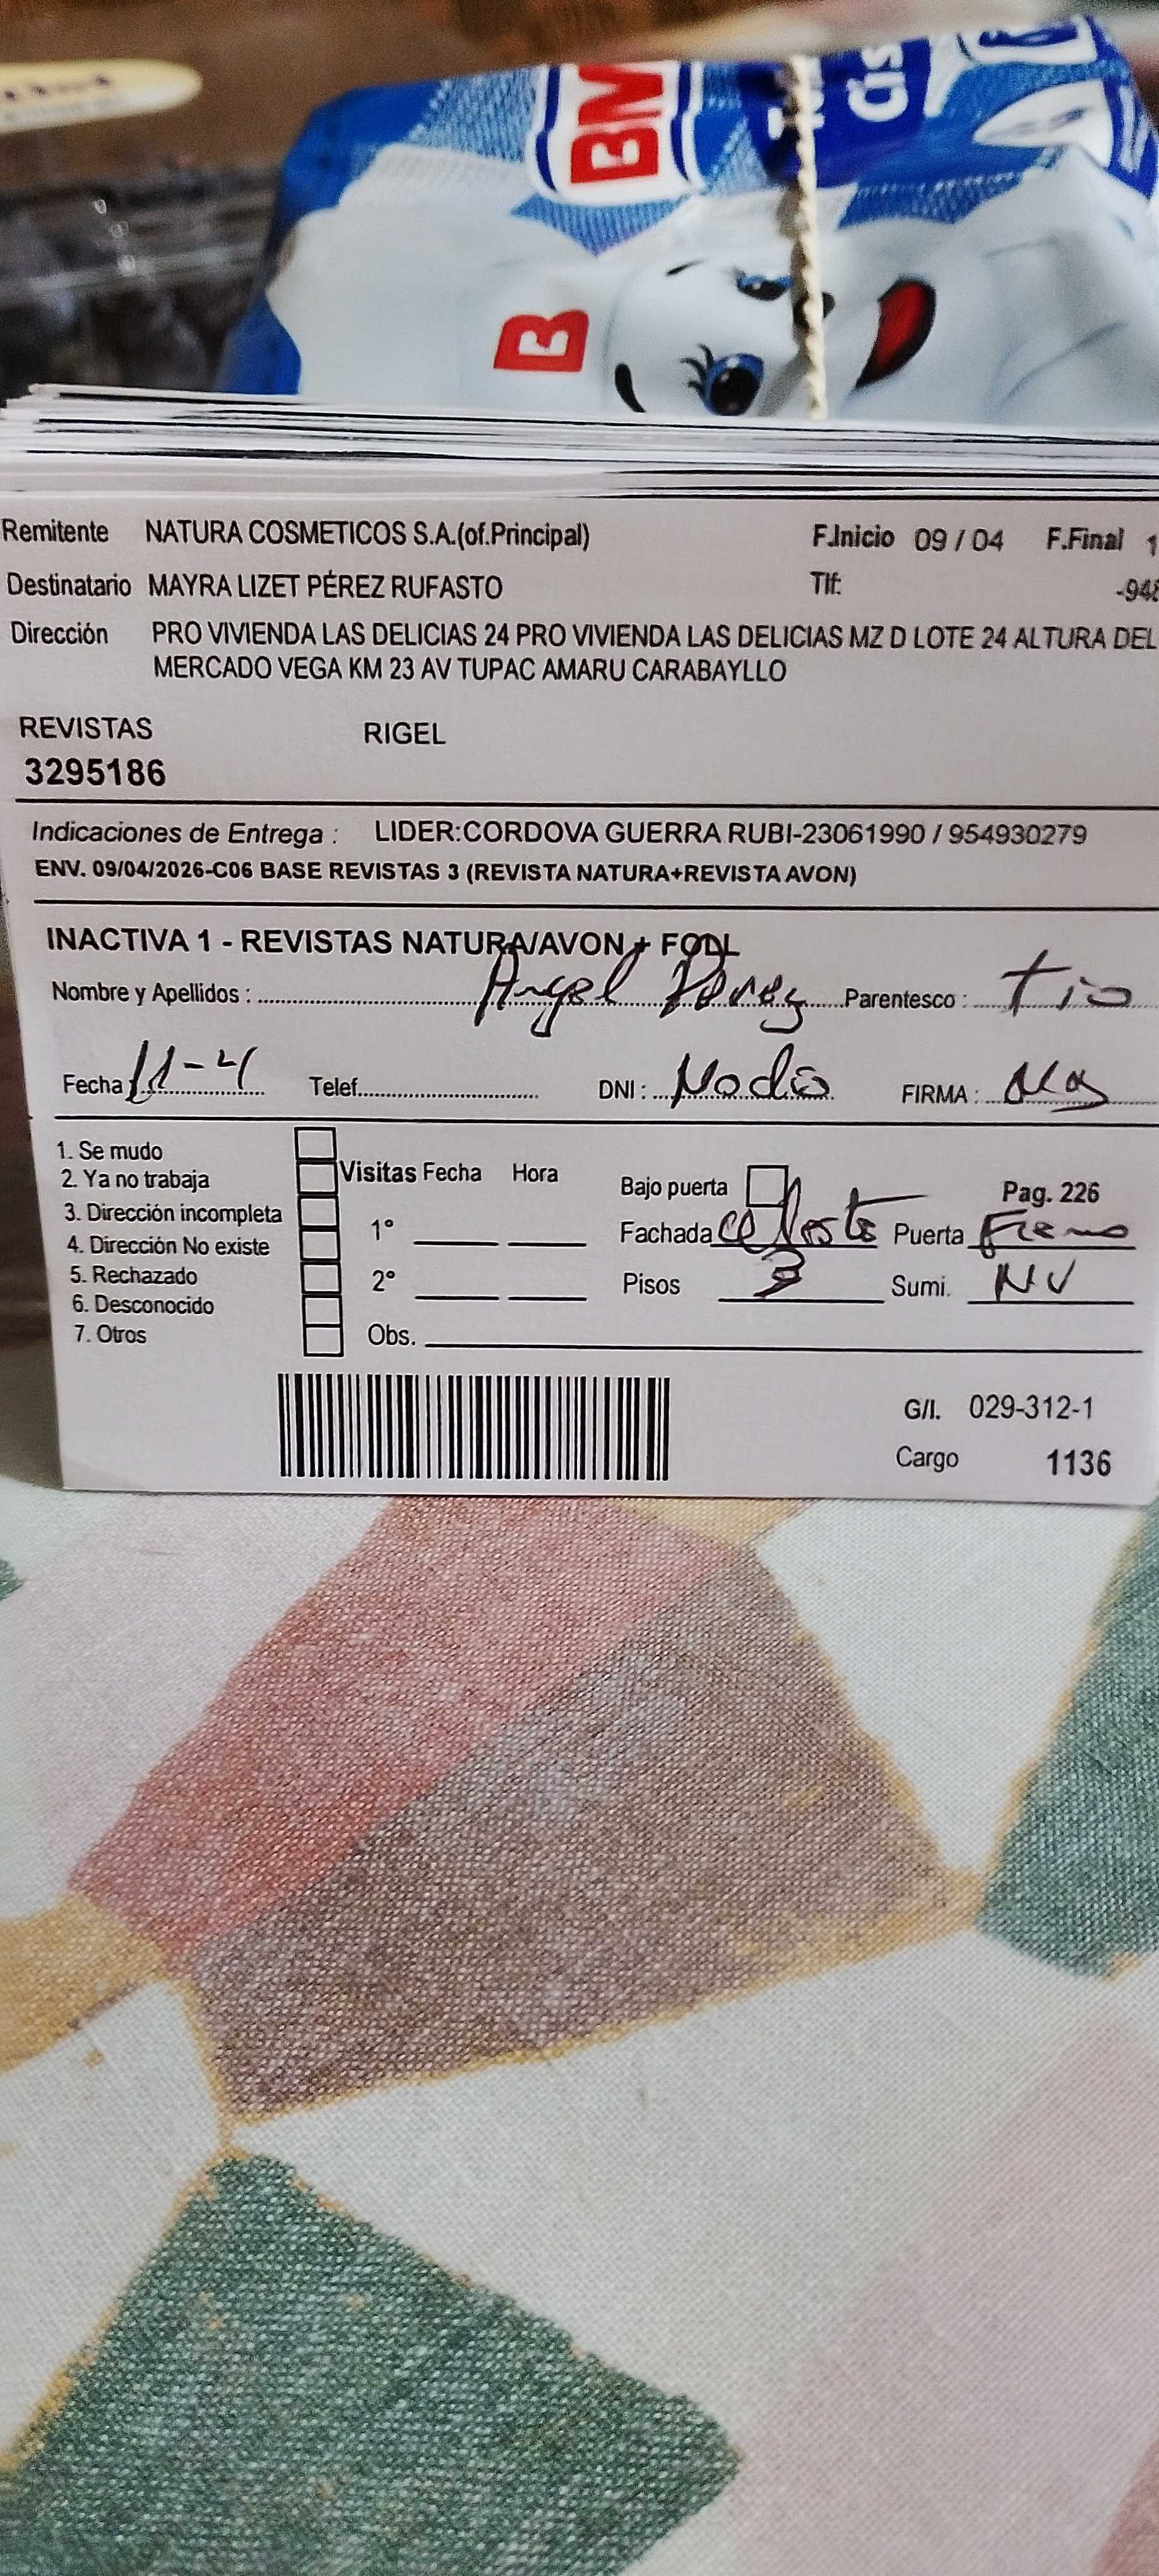 BM
B
Remitente NATURA COSMETICOS S.A.(of.Principal) F.Inicio 09 / 04 F.Final 1
Destinatario MAYRA LIZET PÉREZ RUFASTO Tlf: -948
Dirección PRO VIVIENDA LAS DELICIAS 24 PRO VIVIENDA LAS DELICIAS MZ D LOTE 24 ALTURA DEL
MERCADO VEGA KM 23 AV TUPAC AMARU CARABAYLLO
REVISTAS RIGEL
3295186
Indicaciones de Entrega : LIDER:CORDOVA GUERRA RUBI-23061990 / 954930279
ENV. 09/04/2026-C06 BASE REVISTAS 3 (REVISTA NATURA+REVISTA AVON)
INACTIVA 1 - REVISTAS NATURA/AVON + FOLL
Nombre y Apellidos : Angel Perez Parentesco : tio
Fecha 11-4 Telef. DNI : FIRMA :
1. Se mudo
2. Ya no trabaja Visitas Fecha Hora Bajo puerta Pag. 226
3. Dirección incompleta 1° Fachada celeste Puerta Fierro
4. Dirección No existe
5. Rechazado 2° Pisos 3 Sumi. NV
6. Desconocido
7. Otros Obs.
G/I. 029-312-1
Cargo 1136